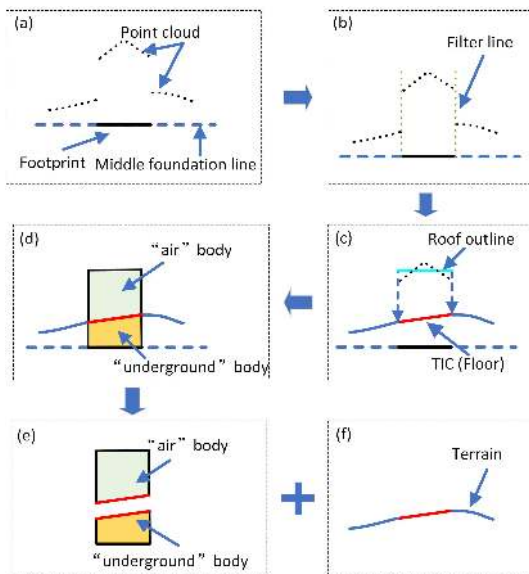 (a)
Point cloud
Footprint
Middle foundation line
(b)
Filter line
(d)
"air" body
"underground" body
(c)
Roof outline
TIC (Floor)
(e)
"air" body
"underground" body
(f)
Terrain